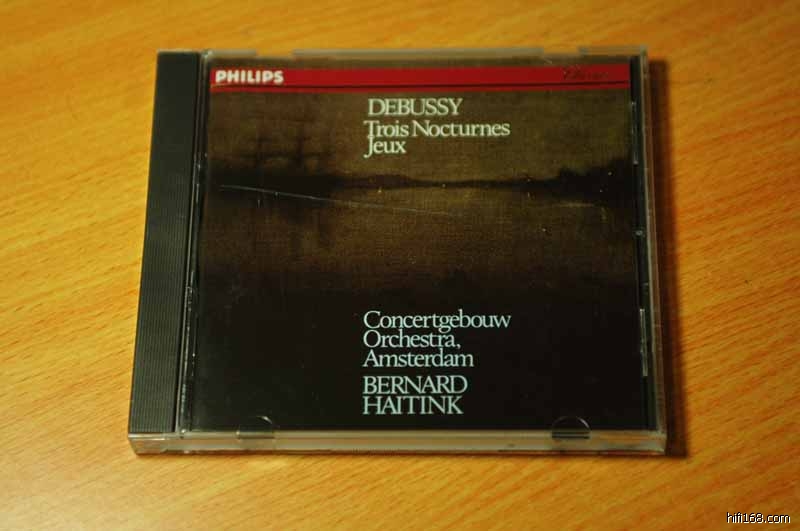 PHILIPS
DEBUSSY
Trois Nocturnes
Jeux
Concertgebouw
Orchestra,
Amsterdam
BERNARD
HAITINK
hifi168.com